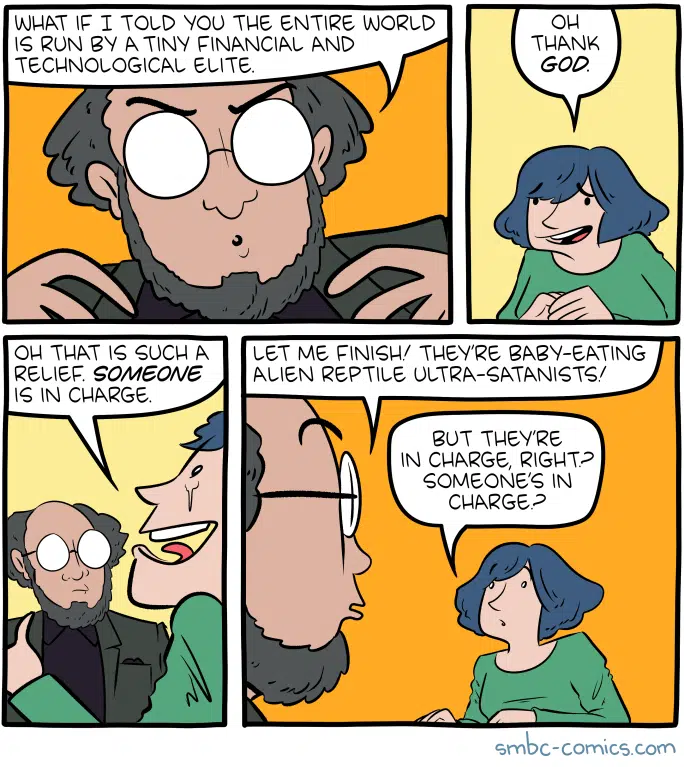 WHAT IF I TOLD YOU THE ENTIRE WORLD
IS RUN BY A TINY FINANCIAL AND
TECHNOLOGICAL ELITE.
OH
THANK
GOD.
OH THAT IS SUCH A
RELIEF. SOMEONE
IS IN CHARGE.
LET ME FINISH! THEY'RE BABY-EATING
ALIEN REPTILE ULTRA-SATANISTS!
BUT THEY'RE
IN CHARGE, RIGHT?
SOMEONE'S IN
CHARGE?
smbc-comics.com